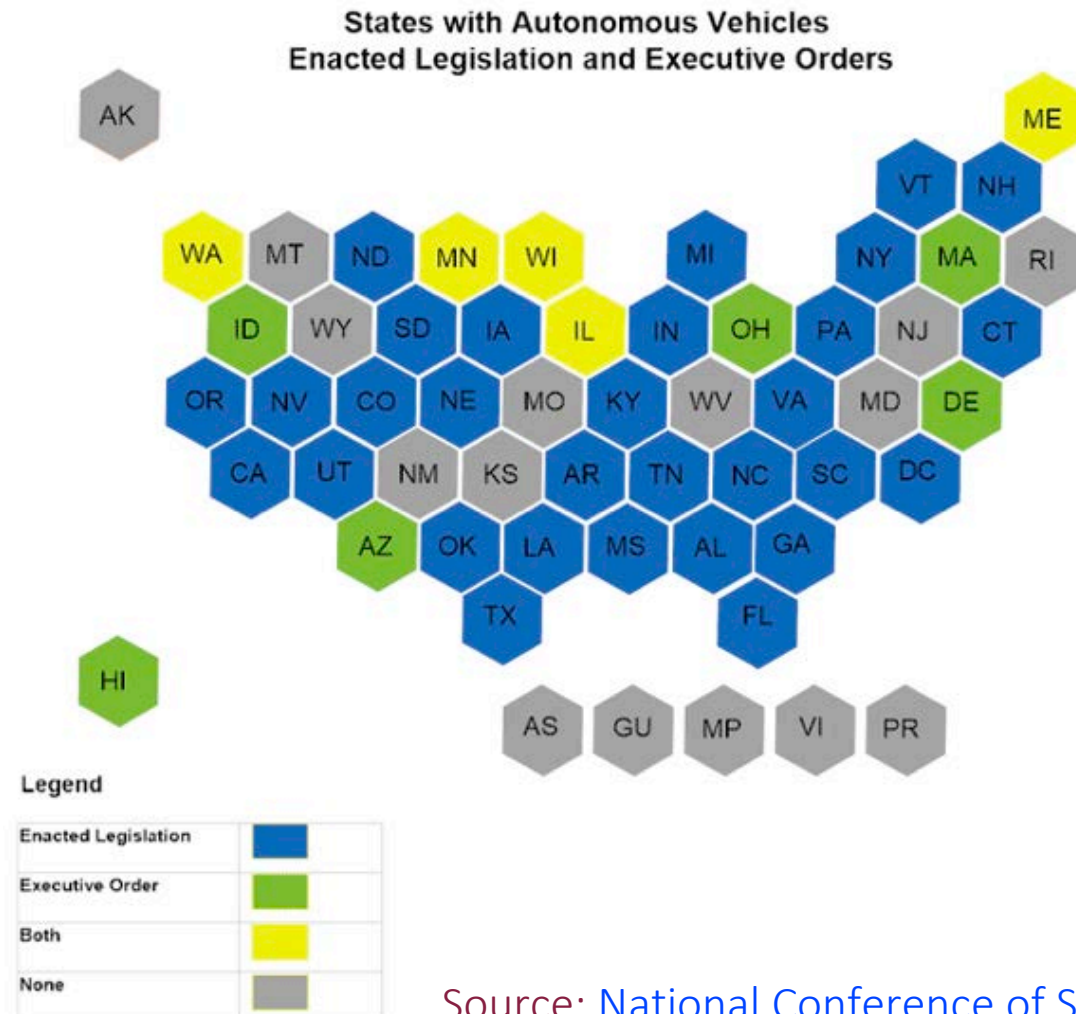 States with Autonomous Vehicles
Enacted Legislation and Executive Orders
AK
ME
VT NH
WA MT ND MN WI MI NY MA RI
ID WY SD IA IL IN OH PA NJ CT
OR NV CO NE MO KY WV VA MD DE
CA UT NM KS AR TN NC SC DC
AZ OK LA MS AL GA
TX FL
HI
AS GU MP VI PR
Legend
Enacted Legislation
Executive Order
Both
None
Source: National Conference of S